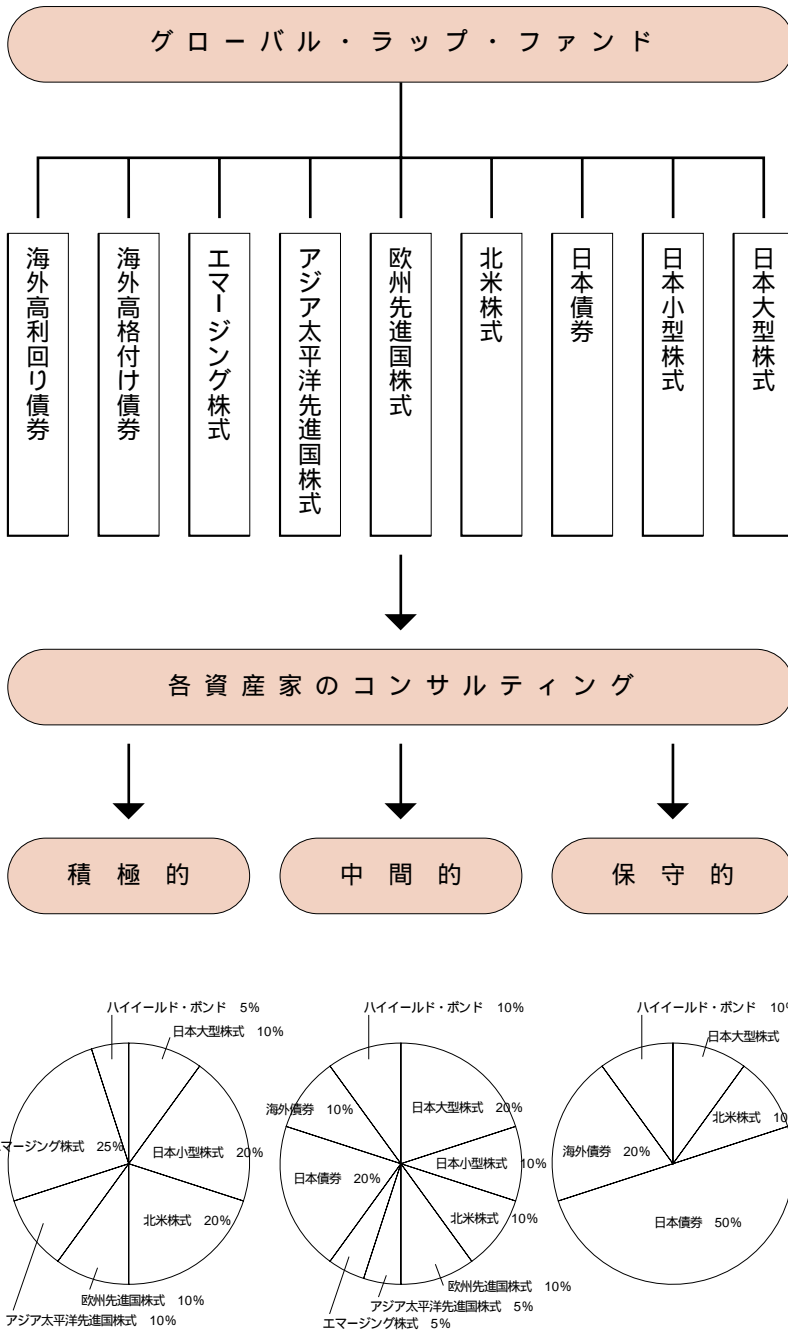 グローバル・ラップ・ファンド
海外高利回り債券
海外高格付け債券
エマージング株式
アジア太平洋先進国株式
欧州先進国株式
北米株式
日本債券
日本小型株式
日本大型株式
各資産家のコンサルティング
積極的
中間的
保守的
ハイイールド・ボンド 5%
日本大型株式 10%
マージング株式 25%
日本小型株式 20%
北米株式 20%
欧州先進国株式 10%
アジア太平洋先進国株式 10%
ハイイールド・ボンド 10%
海外債券 10%
日本大型株式 20%
日本債券 20%
日本小型株式 10%
北米株式 10%
欧州先進国株式 10%
アジア太平洋先進国株式 5%
エマージング株式 5%
ハイイールド・ボンド 10%
日本大型株式
北米株式 10%
海外債券 20%
日本債券 50%